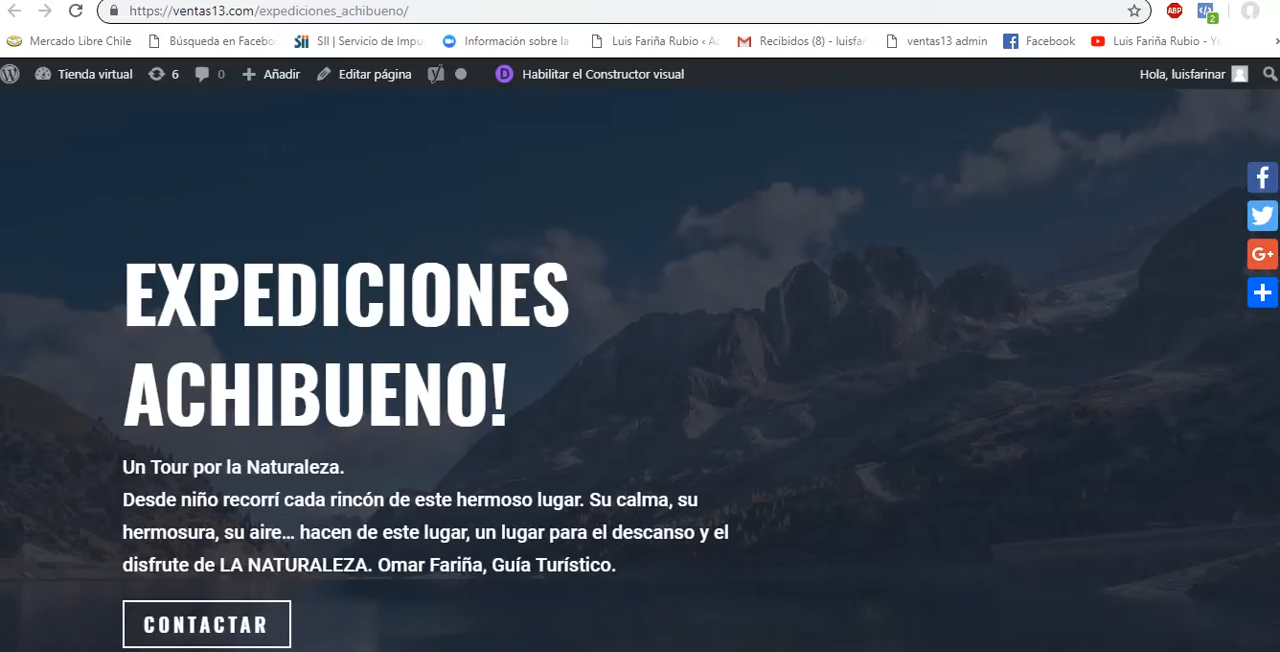 https://ventas13.com/expediciones_achibueno/
ABP
2
Mercado Libre Chile Búsqueda en Facebo SII | Servicio de Impu Información sobre la Luis Fariña Rubio ‹ Ac Recibidos (8) - luisfar ventas13 admin Facebook Luis Fariña Rubio - Yo
Tienda virtual 6 0 Añadir Editar página D Habilitar el Constructor visual Hola, luisfarinar
EXPEDICIONES
ACHIBUENO!
Un Tour por la Naturaleza.
Desde niño recorrí cada rincón de este hermoso lugar. Su calma, su
hermosura, su aire... hacen de este lugar, un lugar para el descanso y el
disfrute de LA NATURALEZA. Omar Fariña, Guía Turístico.
CONTACTAR